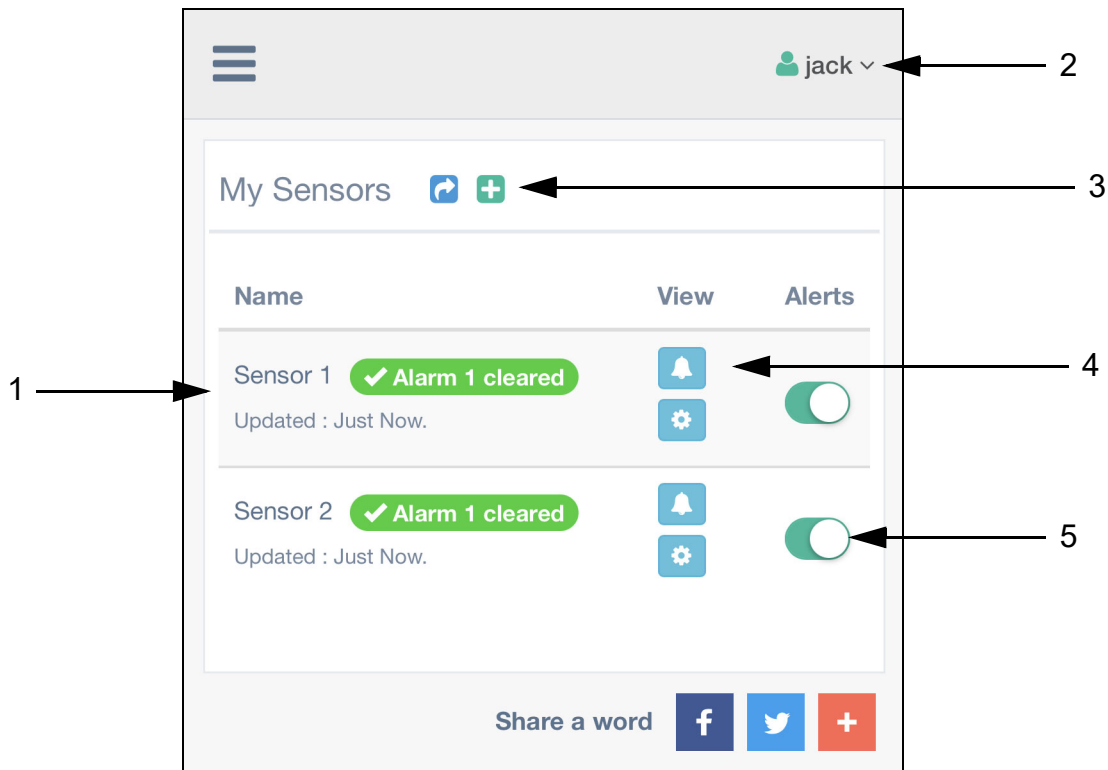 jack
2
My Sensors
3
Name View Alerts
Sensor 1 Alarm 1 cleared
4
1
Updated : Just Now.
Sensor 2 Alarm 1 cleared
5
Updated : Just Now.
Share a word f